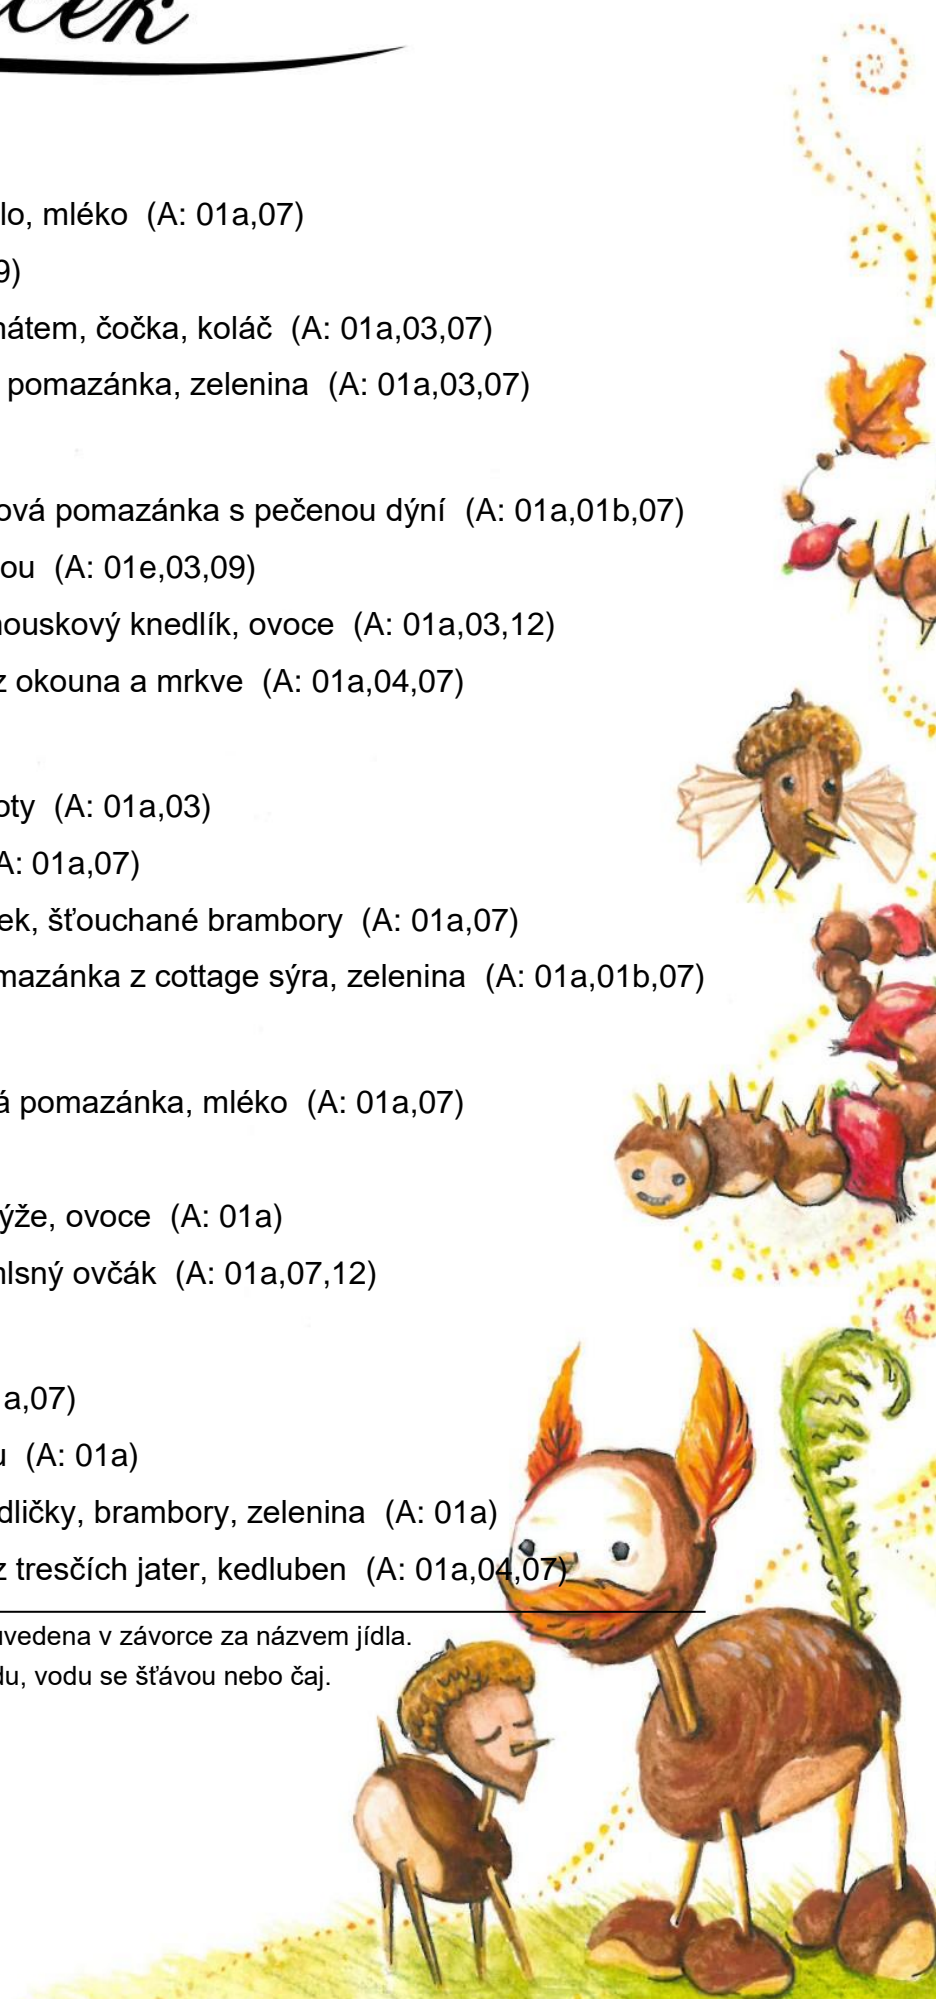 ček
lo, mléko (A: 01a,07)
9)
nátem, čočka, koláč (A: 01a,03,07)
pomazánka, zelenina (A: 01a,03,07)
ová pomazánka s pečenou dýní (A: 01a,01b,07)
ou (A: 01e,03,09)
houskový knedlík, ovoce (A: 01a,03,12)
z okouna a mrkve (A: 01a,04,07)
oty (A: 01a,03)
A: 01a,07)
ek, šťouchané brambory (A: 01a,07)
mazánka z cottage sýra, zelenina (A: 01a,01b,07)
á pomazánka, mléko (A: 01a,07)
ýže, ovoce (A: 01a)
mlsný ovčák (A: 01a,07,12)
a,07)
u (A: 01a)
dličky, brambory, zelenina (A: 01a)
z tresčích jater, kedluben (A: 01a,04,07)
uvedena v závorce za názvem jídla.
du, vodu se šťávou nebo čaj.